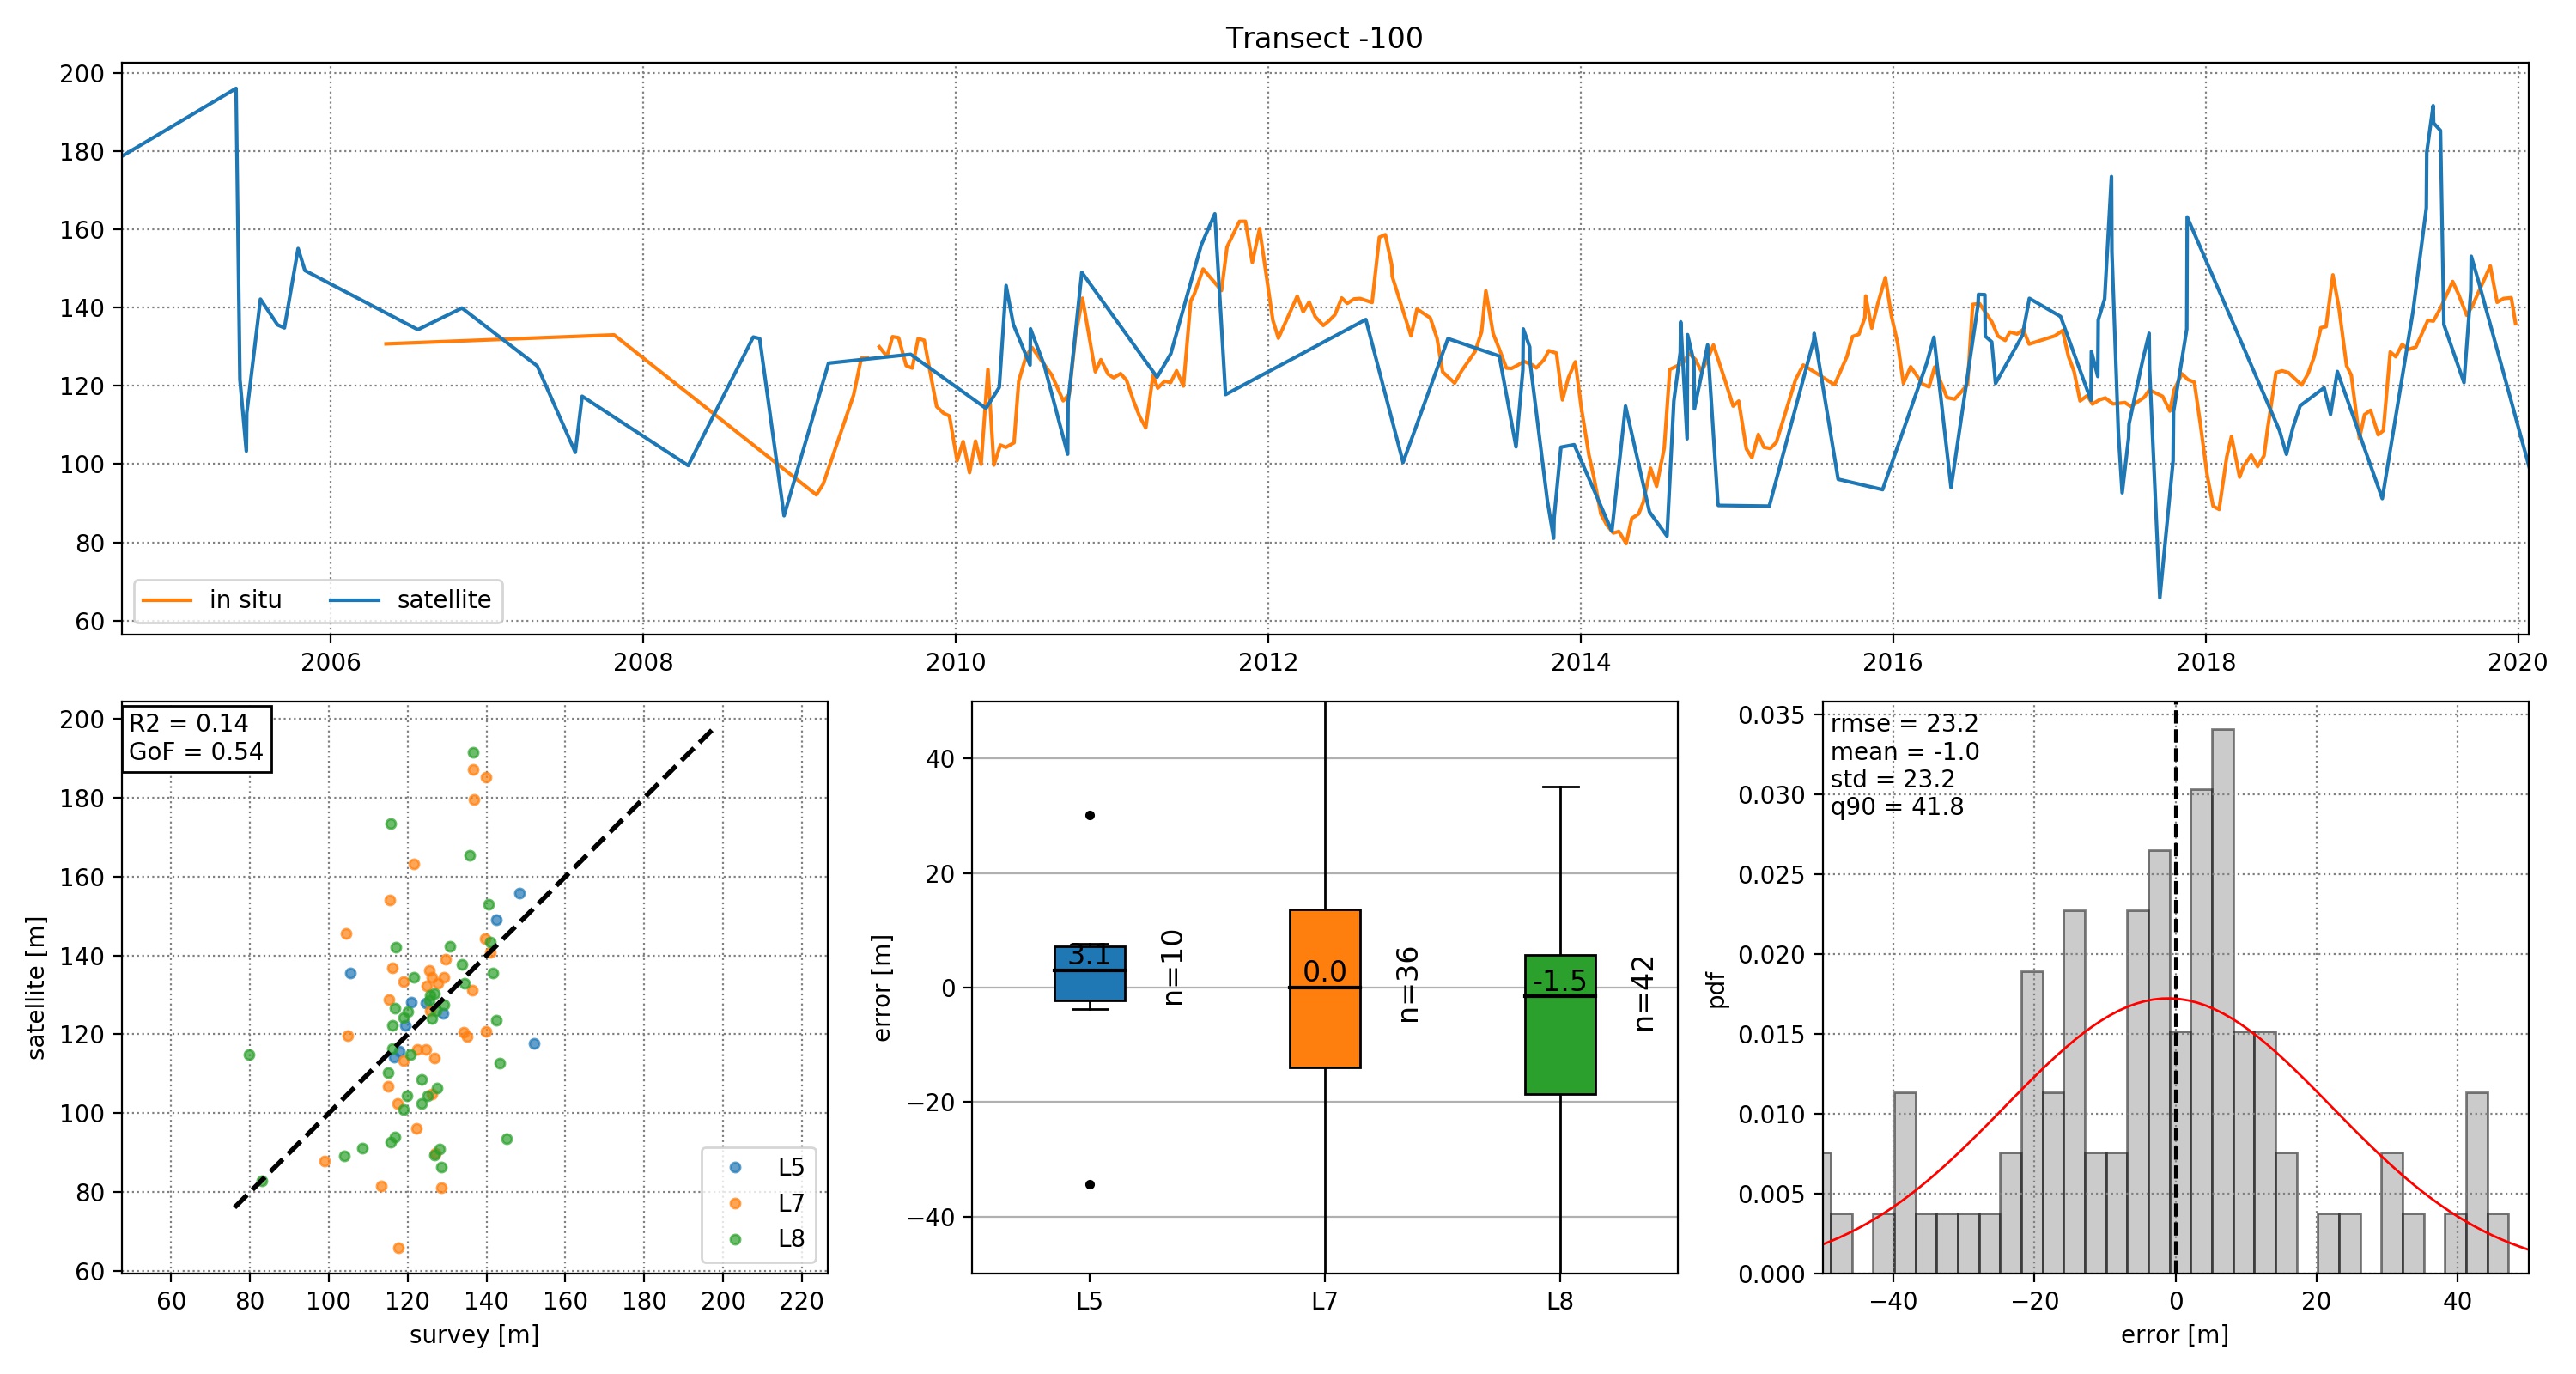 Transect -100
200
180
160
140
120
100
80
60
in situ satellite
2006 2008 2010 2012 2014 2016 2018 2020
R2 = 0.14
GoF = 0.54
satellite [m]
200
180
160
140
120
100
80
60
L5
L7
L8
60 80 100 120 140 160 180 200 220
survey [m]
error [m]
40
20
0
−20
−40
3.1
n=10
0.0
n=36
-1.5
n=42
L5 L7 L8
pdf
0.035
0.030
0.025
0.020
0.015
0.010
0.005
0.000
rmse = 23.2
mean = -1.0
std = 23.2
q90 = 41.8
−40 −20 0 20 40
error [m]